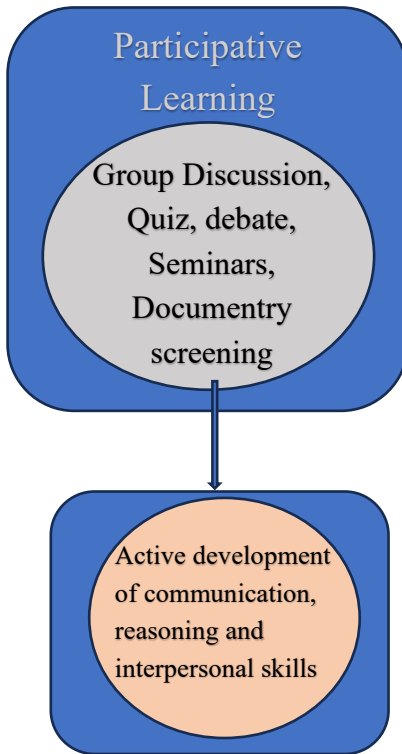 Participative
Learning
Group Discussion,
Quiz, debate,
Seminars,
Documentry
screening
Active development
of communication,
reasoning and
interpersonal skills